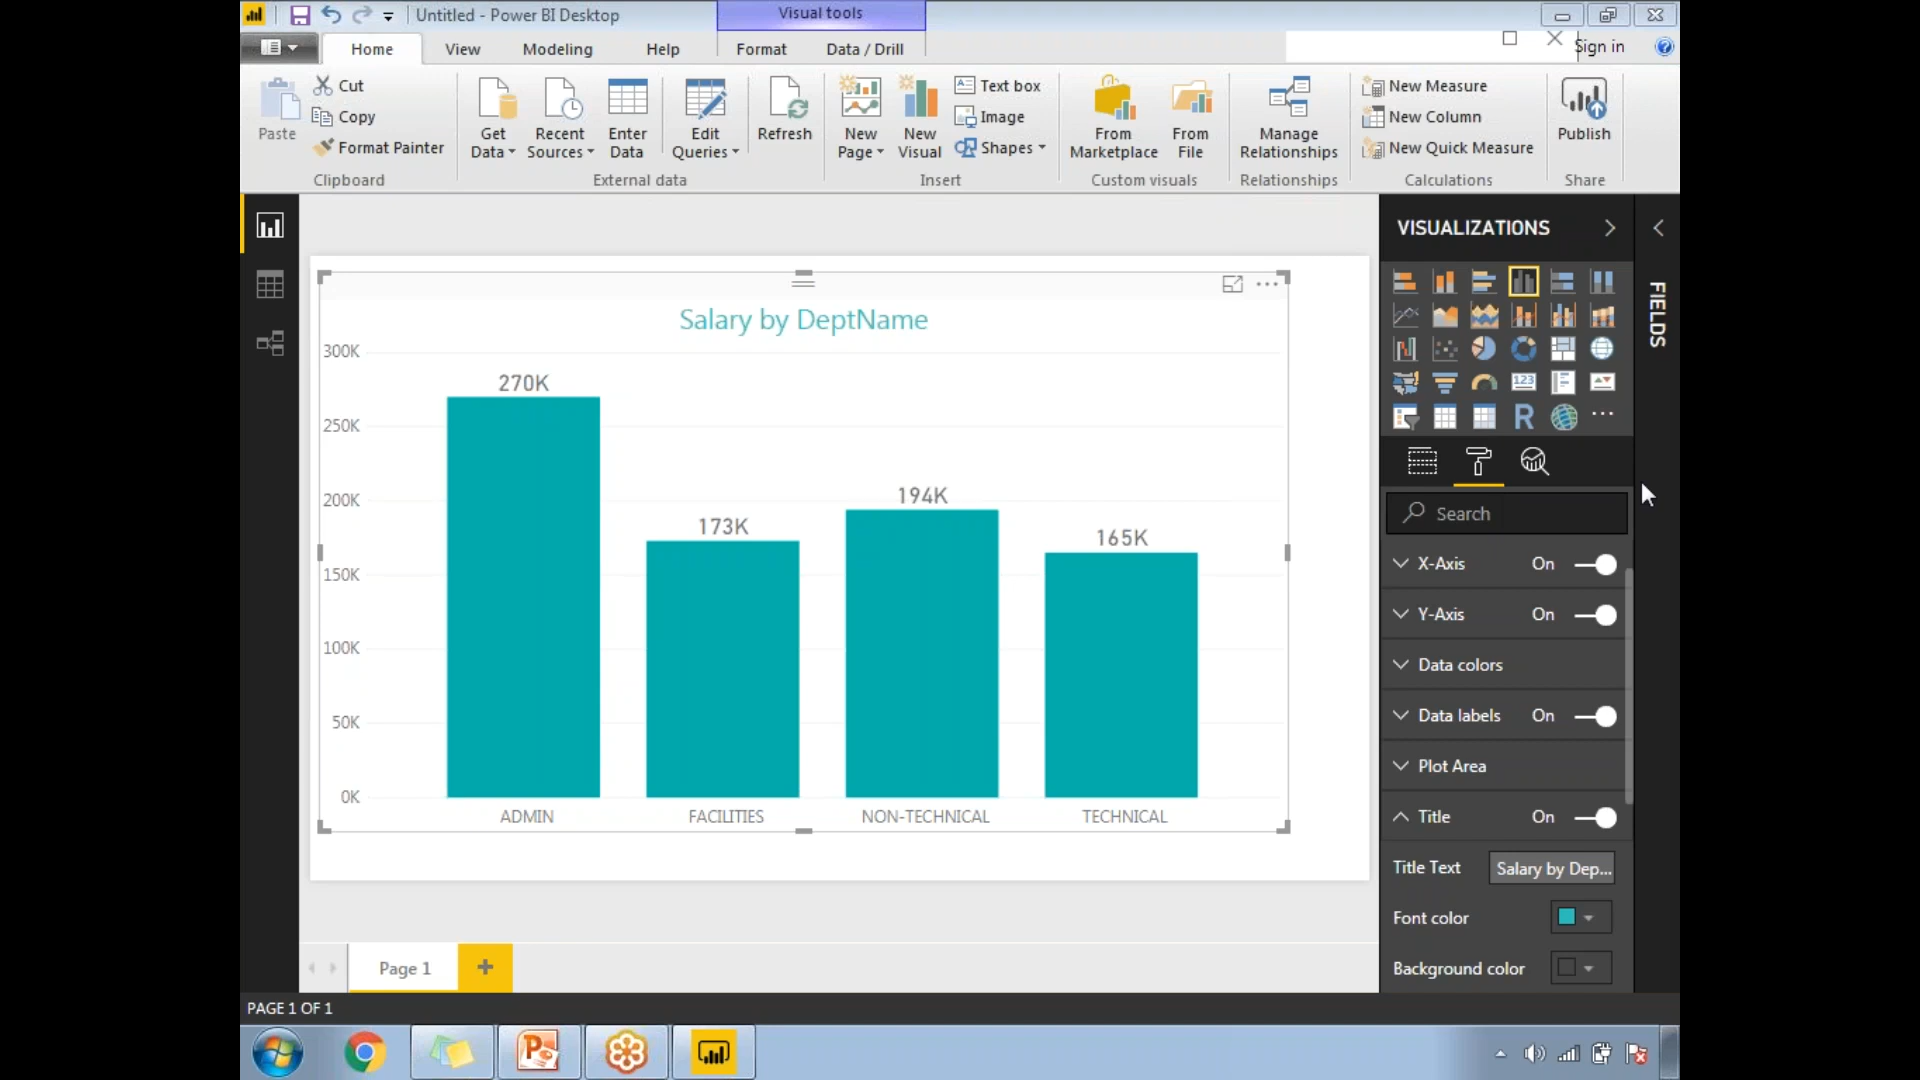 Untitled - Power BI Desktop
Visual tools
Home View Modeling Help Format Data / Drill
Sign in
Paste
Cut
Copy
Format Painter
Clipboard
Get Data
Recent Sources
Enter Data
Edit Queries
Refresh
External data
New Page
New Visual
Text box
Image
Shapes
Insert
From Marketplace
From File
Custom visuals
Manage Relationships
Relationships
New Measure
New Column
New Quick Measure
Calculations
Publish
Share
VISUALIZATIONS
FIELDS
Salary by DeptName
300K
250K
200K
150K
100K
50K
0K
270K
173K
194K
165K
ADMIN
FACILITIES
NON-TECHNICAL
TECHNICAL
123
R
Search
X-Axis On
Y-Axis On
Data colors
Data labels On
Plot Area
Title On
Title Text Salary by Dep...
Font color
Background color
Page 1
PAGE 1 OF 1